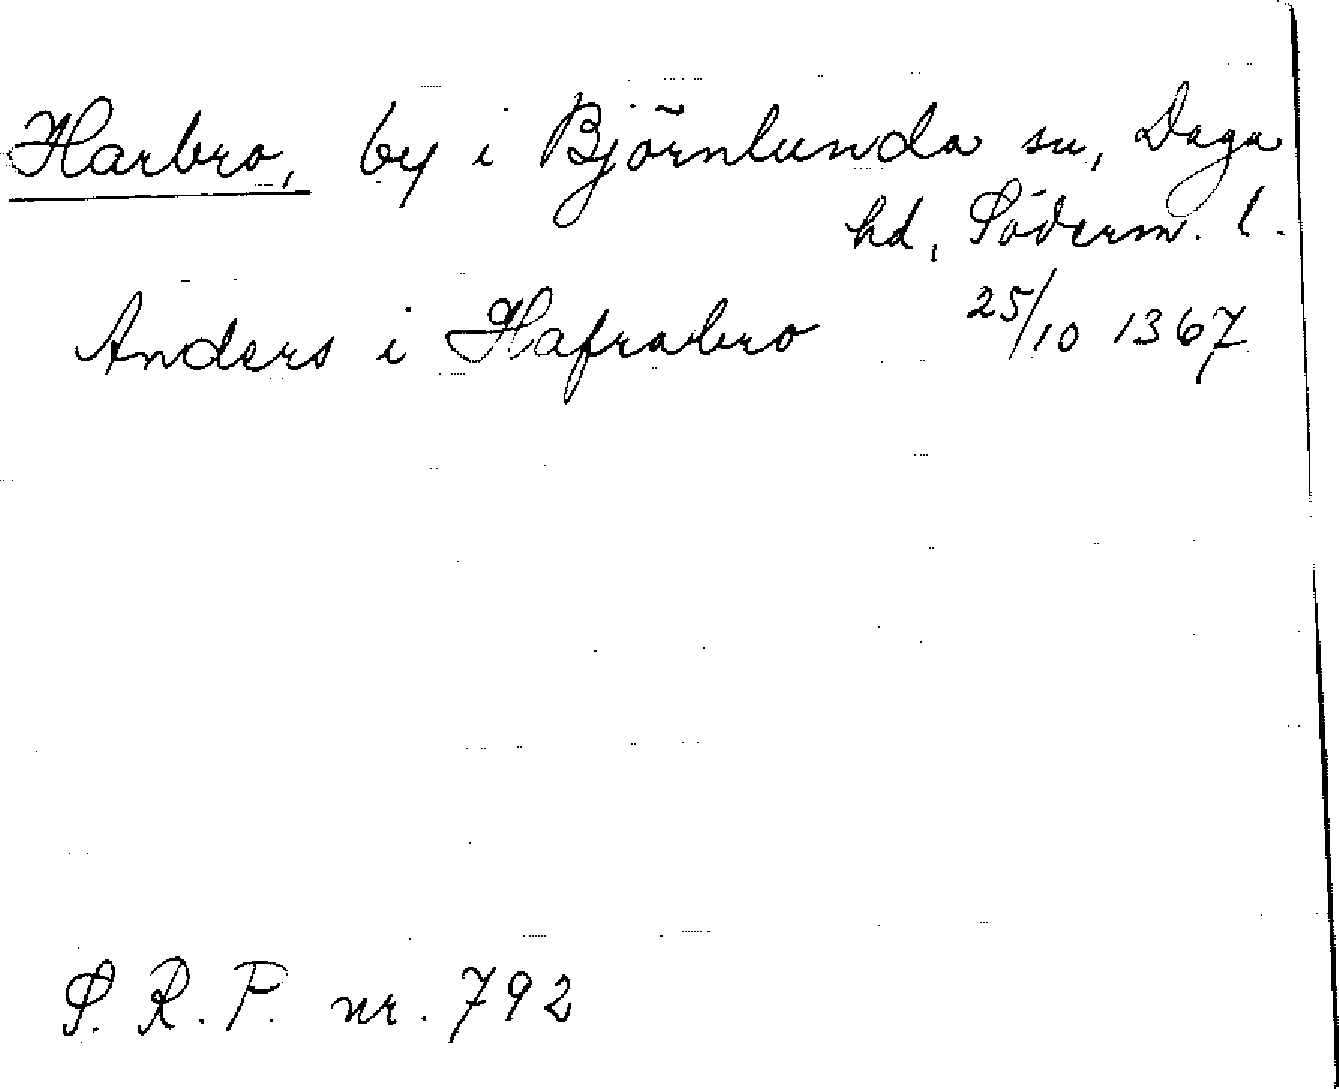 Harbro, by i Björnlunda sn, Daga
hd, Söderm. l.
Anders i Hafrabro 25/10 1367
S. R. P. nr. 792